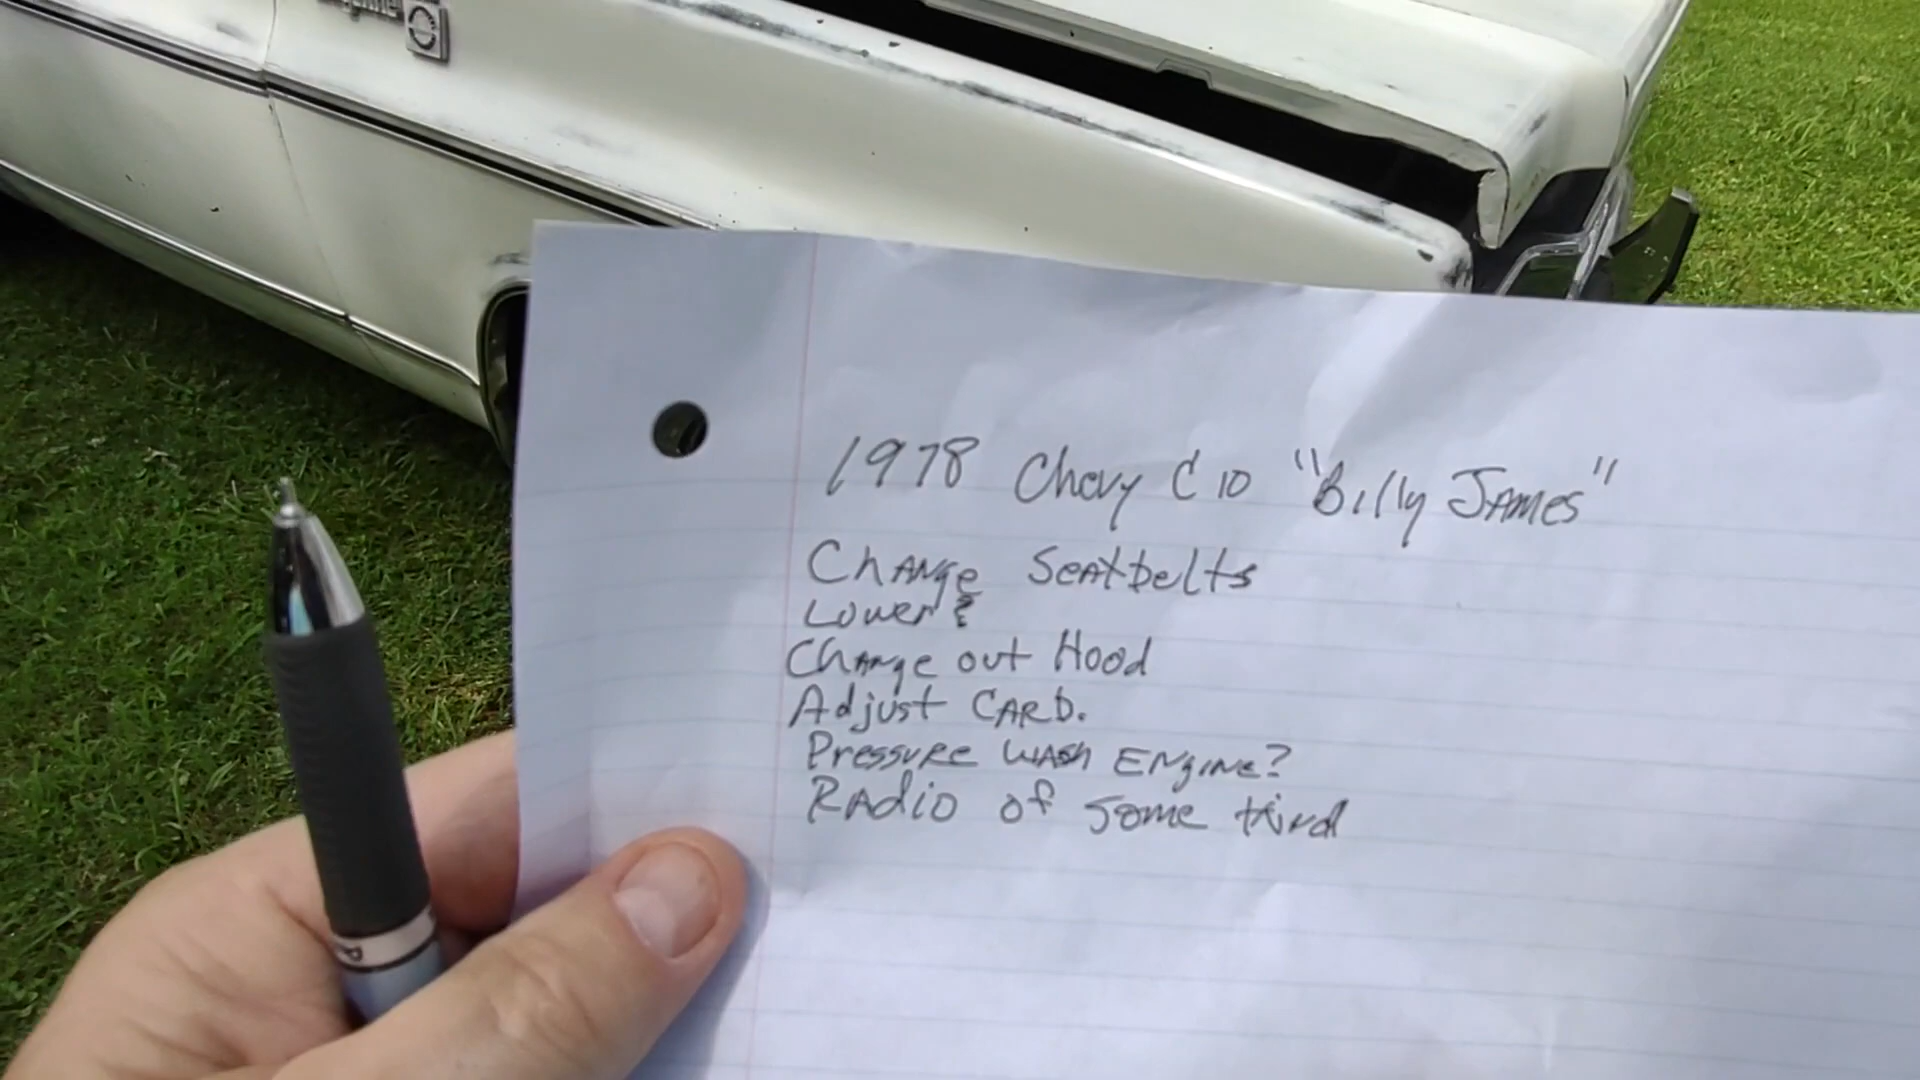 1978 Chevy C10 "Billy James"
Change Seatbelts
Lower &
Change out Hood
Adjust Carb.
Pressure wash Engine?
Radio of some kind